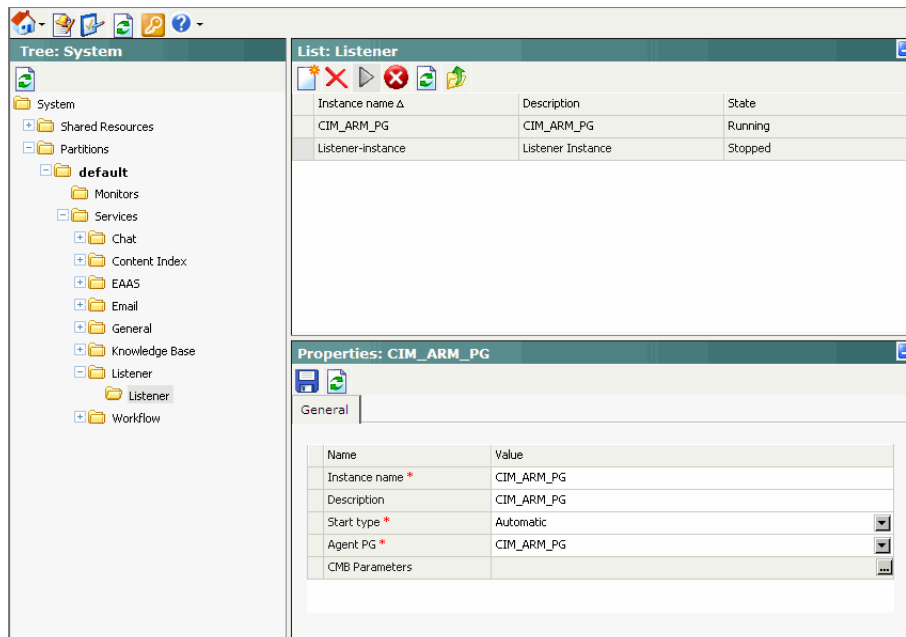 Tree: System
System
Shared Resources
Partitions
default
Monitors
Services
Chat
Content Index
EAAS
Email
General
Knowledge Base
Listener
Listener
Workflow
List: Listener
Instance name Description State
CIM_ARM_PG CIM_ARM_PG Running
Listener-instance Listener Instance Stopped
Properties: CIM_ARM_PG
General
Name Value
Instance name * CIM_ARM_PG
Description CIM_ARM_PG
Start type * Automatic
Agent PG * CIM_ARM_PG
CMB Parameters ...